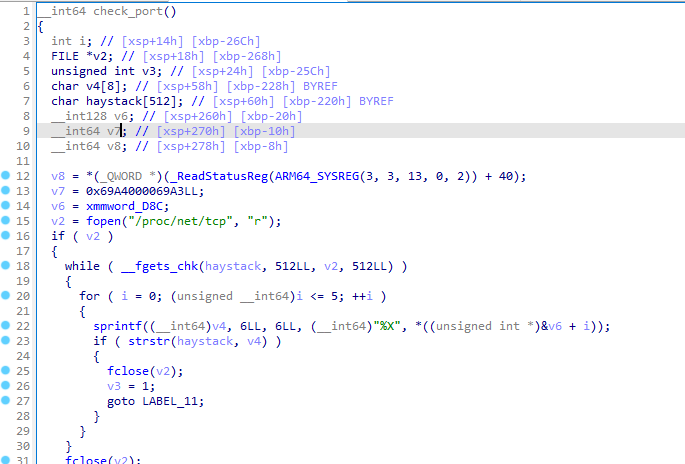 1 __int64 check_port()
2 {
3 int i; // [xsp+14h] [xbp-26Ch]
4 FILE *v2; // [xsp+18h] [xbp-268h]
5 unsigned int v3; // [xsp+24h] [xbp-25Ch]
6 char v4[8]; // [xsp+58h] [xbp-228h] BYREF
7 char haystack[512]; // [xsp+60h] [xbp-220h] BYREF
8 __int128 v6; // [xsp+260h] [xbp-20h]
9 __int64 v7; // [xsp+270h] [xbp-10h]
10 __int64 v8; // [xsp+278h] [xbp-8h]
11
12 v8 = *(_QWORD *)(_ReadStatusReg(ARM64_SYSREG(3, 3, 13, 0, 2)) + 40);
13 v7 = 0x69A4000069A3LL;
14 v6 = xmmword_D8C;
15 v2 = fopen("/proc/net/tcp", "r");
16 if ( v2 )
17 {
18 while ( __fgets_chk(haystack, 512LL, v2, 512LL) )
19 {
20 for ( i = 0; (unsigned __int64)i <= 5; ++i )
21 {
22 sprintf((__int64)v4, 6LL, 6LL, (__int64)"%X", *((unsigned int *)&v6 + i));
23 if ( strstr(haystack, v4) )
24 {
25 fclose(v2);
26 v3 = 1;
27 goto LABEL_11;
28 }
29 }
30 }
31 fclose(v2);